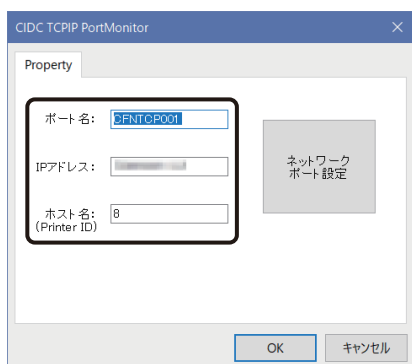 CIDC TCPIP PortMonitor
Property
ポート名: CFNTCP001
IPアドレス:
ネットワーク
ポート設定
ホスト名: 8
(Printer ID)
OK キャンセル